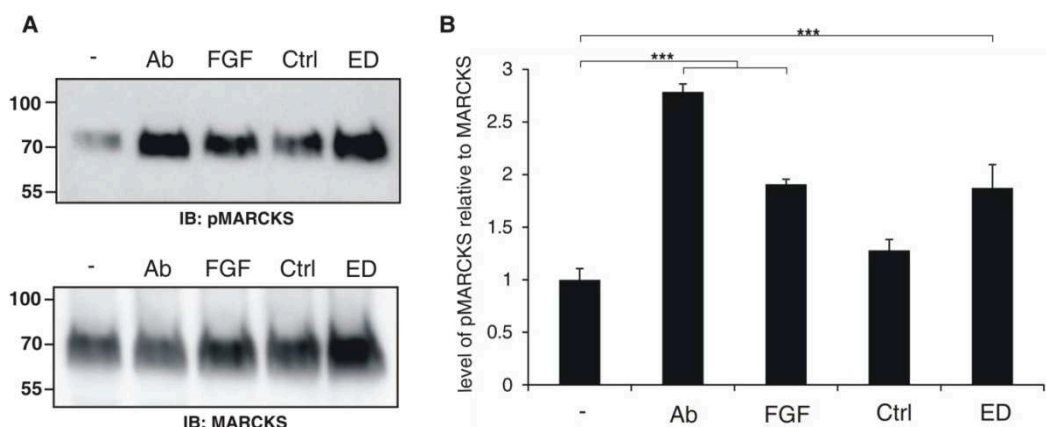 A
- Ab FGF Ctrl ED
100
70
55
IB: pMARCKS
- Ab FGF Ctrl ED
100
70
55
IB: MARCKS
B
***
***
level of pMARCKS relative to MARCKS
3
2.5
2
1.5
1
0.5
0
- Ab FGF Ctrl ED